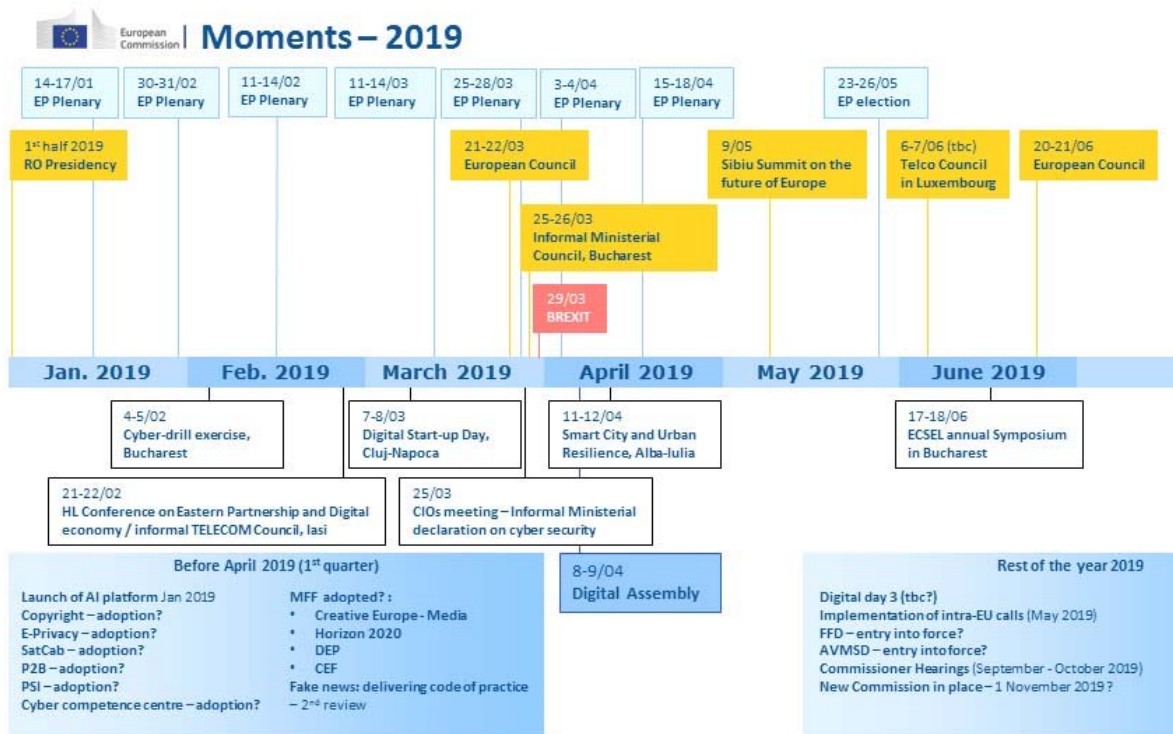 European
Commission
Moments – 2019
14-17/01
EP Plenary
30-31/02
EP Plenary
11-14/02
EP Plenary
11-14/03
EP Plenary
25-28/03
EP Plenary
3-4/04
EP Plenary
15-18/04
EP Plenary
23-26/05
EP election
1st half 2019
RO Presidency
21-22/03
European Council
9/05
Sibiu Summit on the
future of Europe
6-7/06 (tbc)
Telco Council
in Luxembourg
20-21/06
European Council
25-26/03
Informal Ministerial
Council, Bucharest
29/03
BREXIT
Jan. 2019
Feb. 2019
March 2019
April 2019
May 2019
June 2019
4-5/02
Cyber-drill exercise,
Bucharest
7-8/03
Digital Start-up Day,
Cluj-Napoca
11-12/04
Smart City and Urban
Resilience, Alba-Iulia
17-18/06
ECSEL annual Symposium
in Bucharest
21-22/02
HL Conference on Eastern Partnership and Digital
economy / informal TELECOM Council, Iasi
25/03
CIOs meeting – Informal Ministerial
declaration on cyber security
8-9/04
Digital Assembly
Before April 2019 (1st quarter)
Launch of AI platform Jan 2019
Copyright – adoption?
E-Privacy – adoption?
SatCab – adoption?
P2B – adoption?
PSI – adoption?
Cyber competence centre – adoption?
MFF adopted? :
• Creative Europe - Media
• Horizon 2020
• DEP
• CEF
Fake news: delivering code of practice
– 2nd review
Rest of the year 2019
Digital day 3 (tbc?)
Implementation of intra-EU calls (May 2019)
FFD – entry into force?
AVMSD – entry into force?
Commissioner Hearings (September - October 2019)
New Commission in place – 1 November 2019 ?